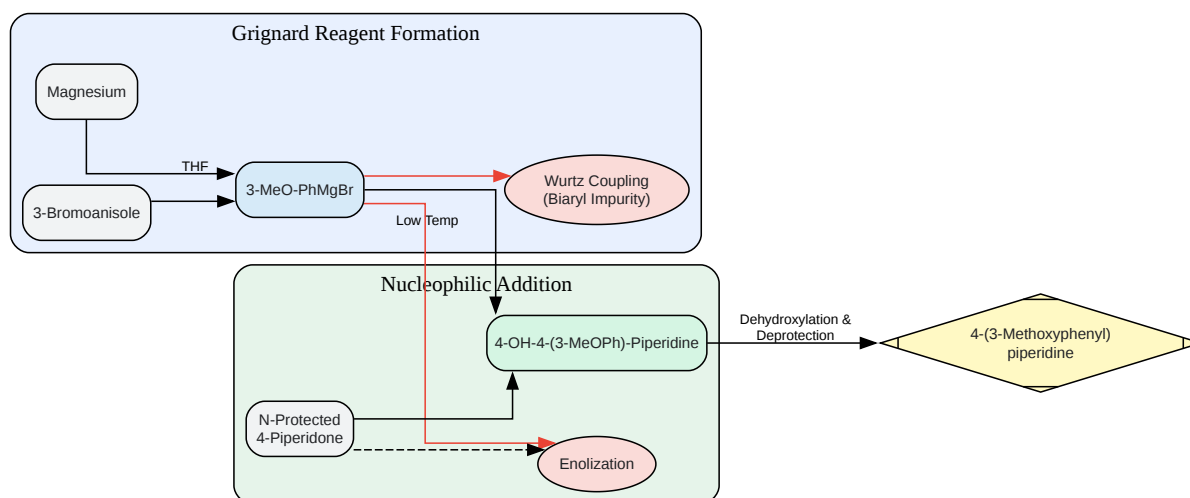 Grignard Reagent Formation
Magnesium
THF
3-MeO-PhMgBr
3-Bromoanisole
Wurtz Coupling
(Biaryl Impurity)
Low Temp
Nucleophilic Addition
4-OH-4-(3-MeOPh)-Piperidine
Dehydroxylation &
Deprotection
4-(3-Methoxyphenyl)
piperidine
N-Protected
4-Piperidone
Enolization